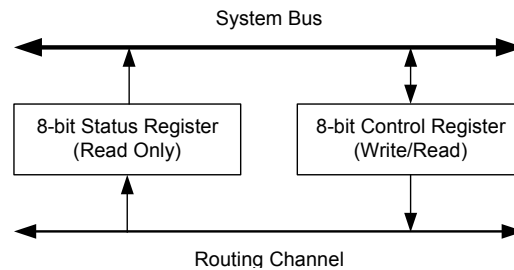 System Bus
8-bit Status Register
(Read Only)
8-bit Control Register
(Write/Read)
Routing Channel